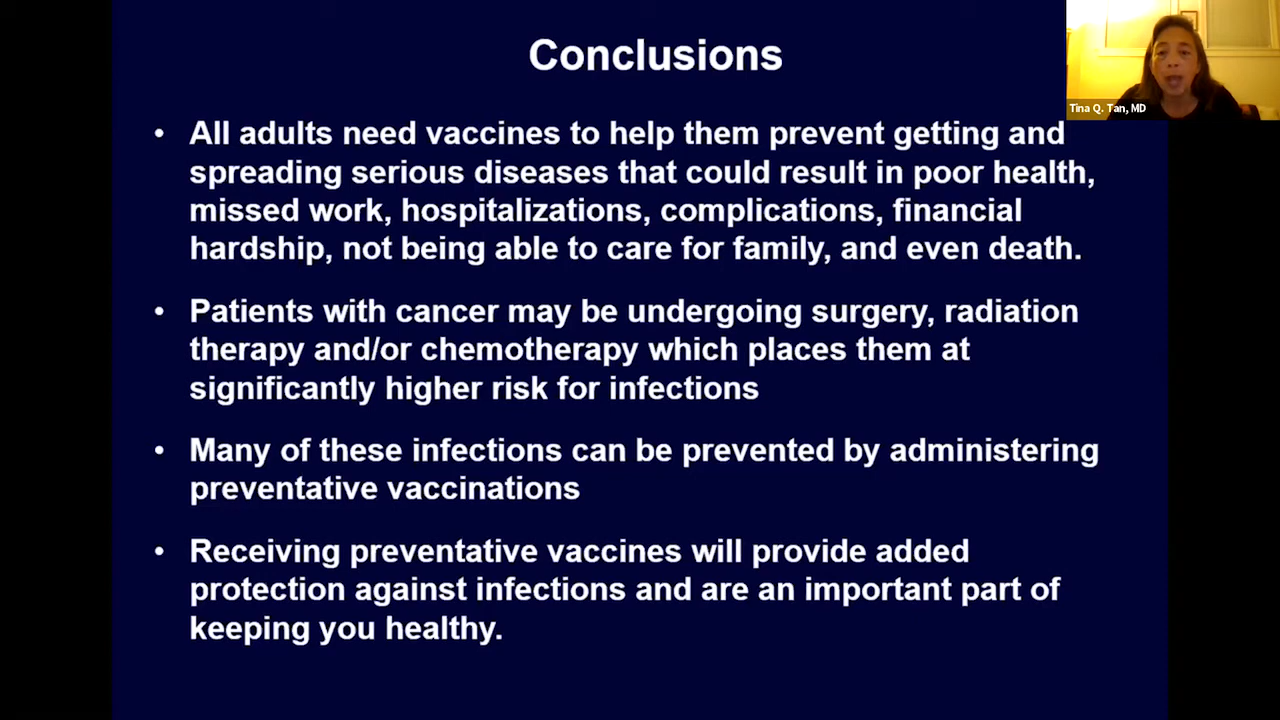 Conclusions
Tina Q. Tan, MD
• All adults need vaccines to help them prevent getting and
spreading serious diseases that could result in poor health,
missed work, hospitalizations, complications, financial
hardship, not being able to care for family, and even death.
• Patients with cancer may be undergoing surgery, radiation
therapy and/or chemotherapy which places them at
significantly higher risk for infections
• Many of these infections can be prevented by administering
preventative vaccinations
• Receiving preventative vaccines will provide added
protection against infections and are an important part of
keeping you healthy.